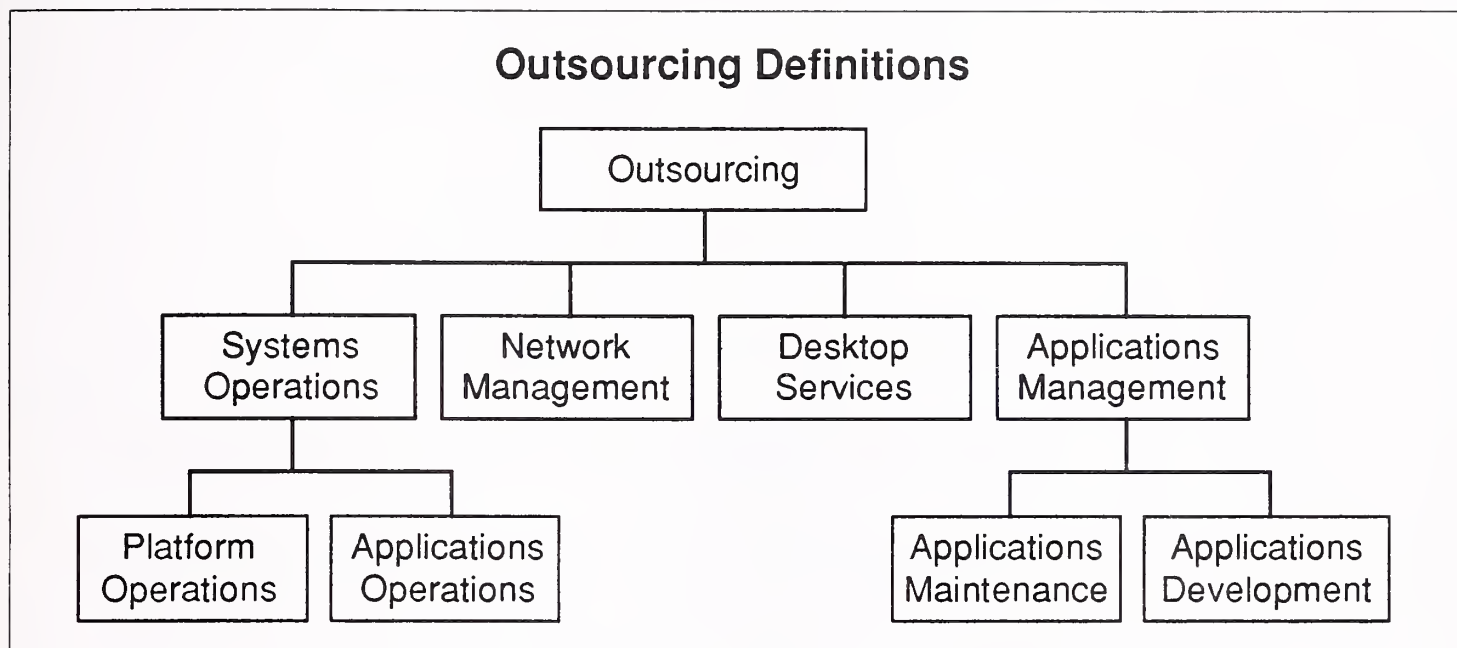 Outsourcing Definitions
Outsourcing
Systems
Operations
Network
Management
Desktop
Services
Applications
Management
Platform
Operations
Applications
Operations
Applications
Maintenance
Applications
Development